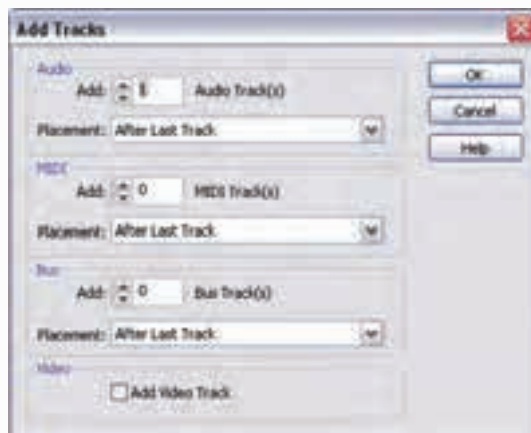 Add Tracks
Audio
Add: Audio Track(s)
Placement: After Last Track
MIDI
Add: 0 MIDI Track(s)
Placement: After Last Track
Bus
Add: 0 Bus Track(s)
Placement: After Last Track
Video
Add Video Track
OK
Cancel
Help